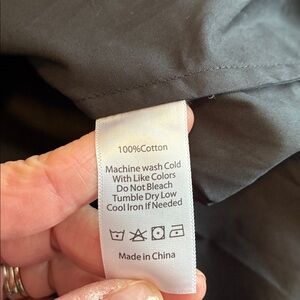 100%Cotton
Machine wash Cold
With Like Colors
Do Not Bleach
Tumble Dry Low
Cool Iron If Needed
Made in China